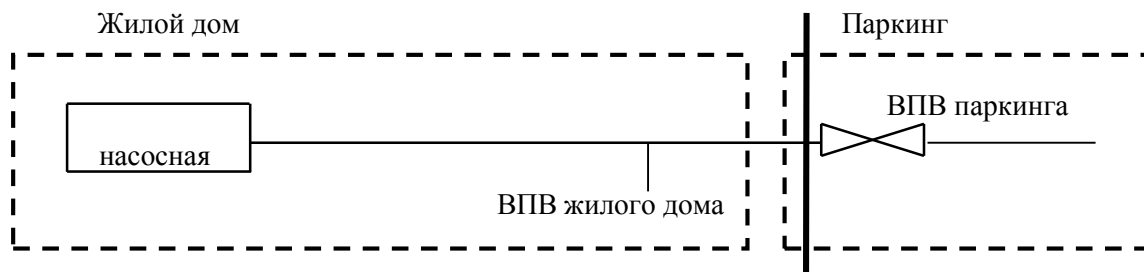 Жилой дом
Паркинг
ВПВ паркинга
насосная
ВПВ жилого дома